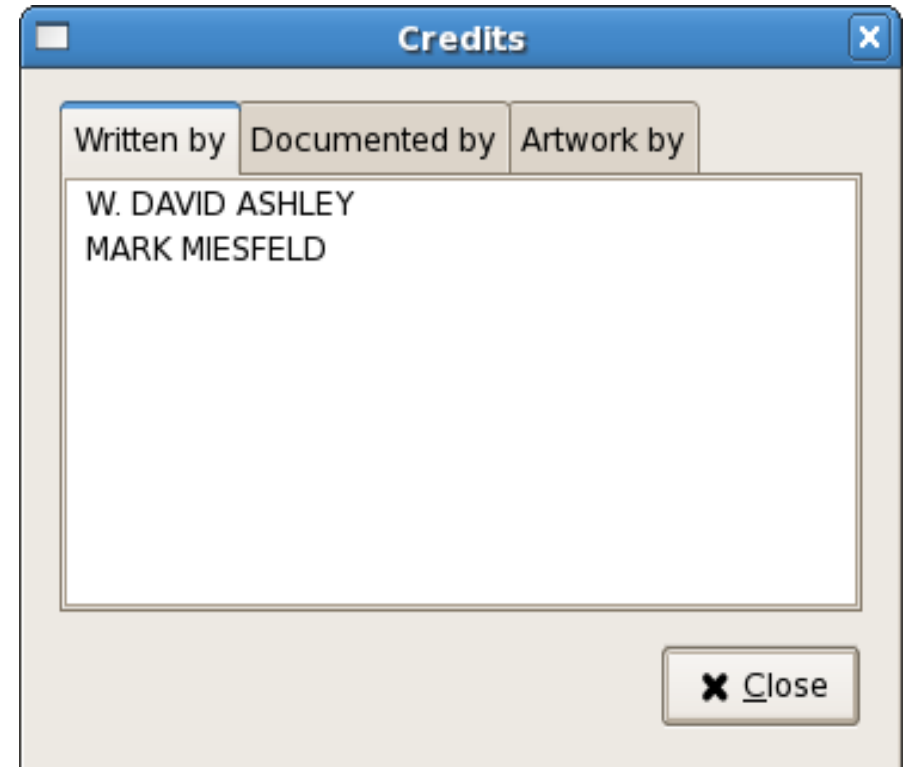 Credits
Written by Documented by Artwork by
W. DAVID ASHLEY
MARK MIESFELD
Close